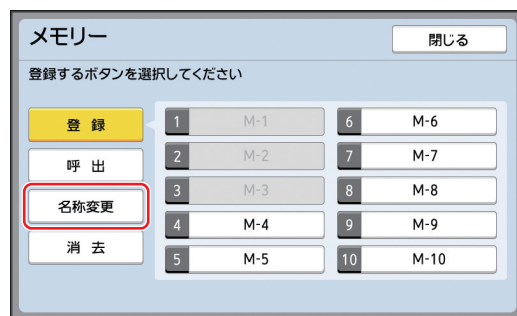 メモリー
閉じる
登録するボタンを選択してください
登 録
呼 出
名称変更
消 去
1 M-1
2 M-2
3 M-3
4 M-4
5 M-5
6 M-6
7 M-7
8 M-8
9 M-9
10 M-10